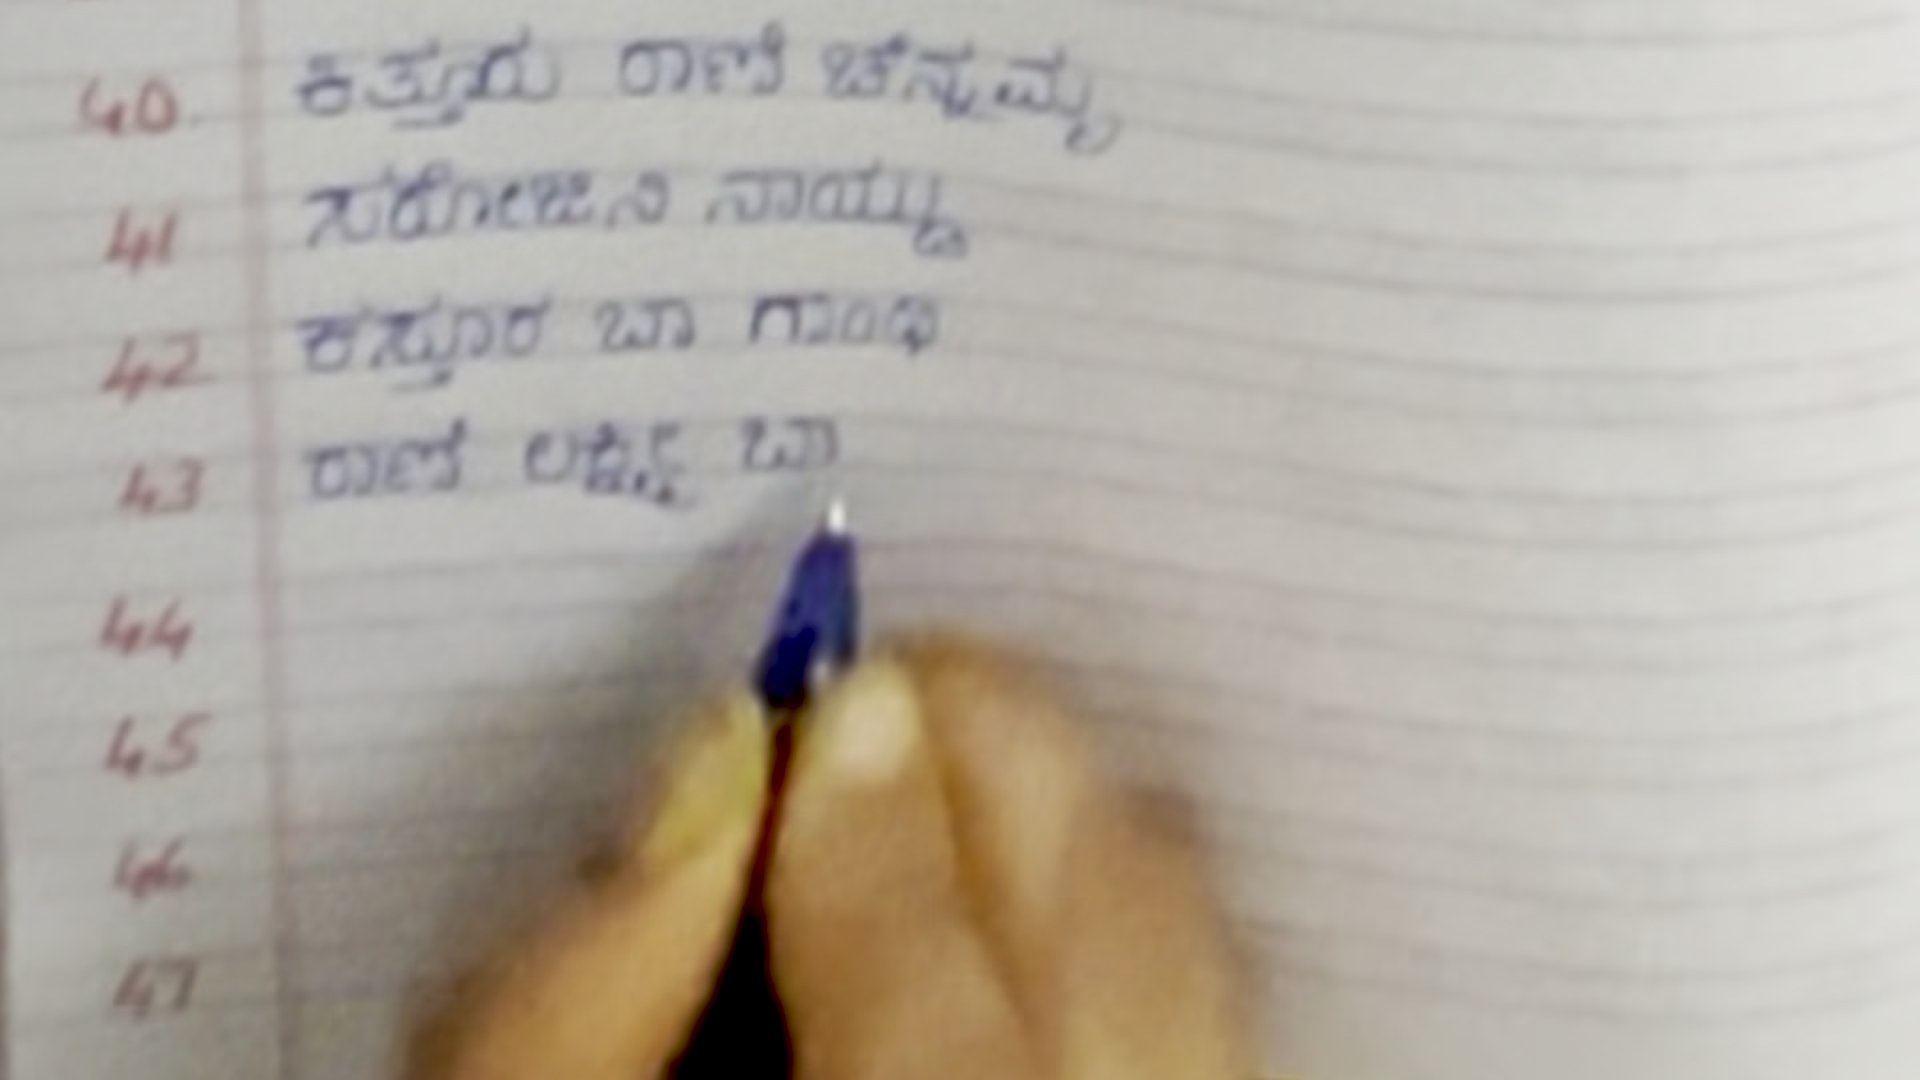 40. ಕಿತ್ತೂರು ರಾಣಿ ಚೆನ್ನಮ್ಮ
41 ಸರೋಜಿನಿ ನಾಯ್ಡು
42 ಕಸ್ತೂರ ಬಾ ಗಾಂಧಿ
43 ರಾಣಿ ಲಕ್ಷ್ಮೀ ಬಾ
44
45
46
47